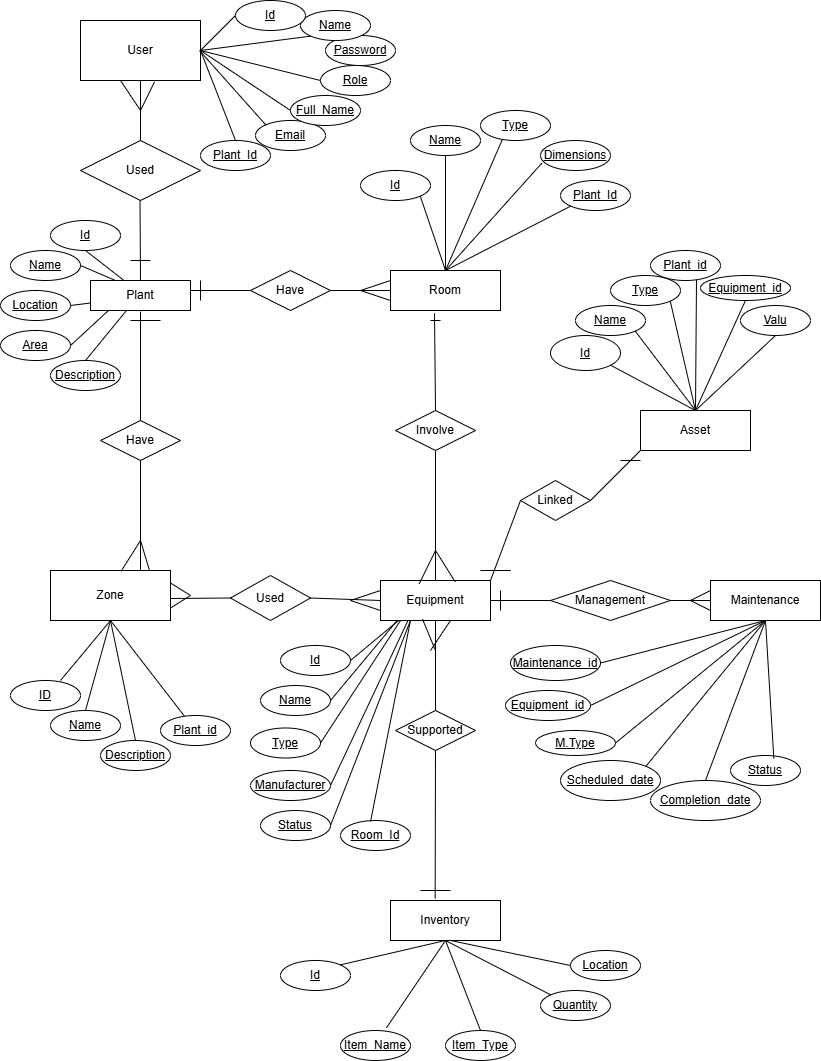 Id
User
Name
Password
Role
Full_Name
Email
Plant_Id
Used
Type
Name
Dimensions
Id
Plant_Id
Id
Name
Location
Plant
Area
Description
Have
Room
Plant_id
Type
Equipment_id
Name
Valu
Id
Asset
Have
Involve
Linked
Zone
Used
Equipment
Management
Maintenance
ID
Name
Description
Plant_id
Id
Name
Type
Manufacturer
Status
Room_Id
Supported
Maintenance_id
Equipment_id
M.Type
Scheduled_date
Completion_date
Status
Inventory
Id
Item_Name
Item_Type
Quantity
Location